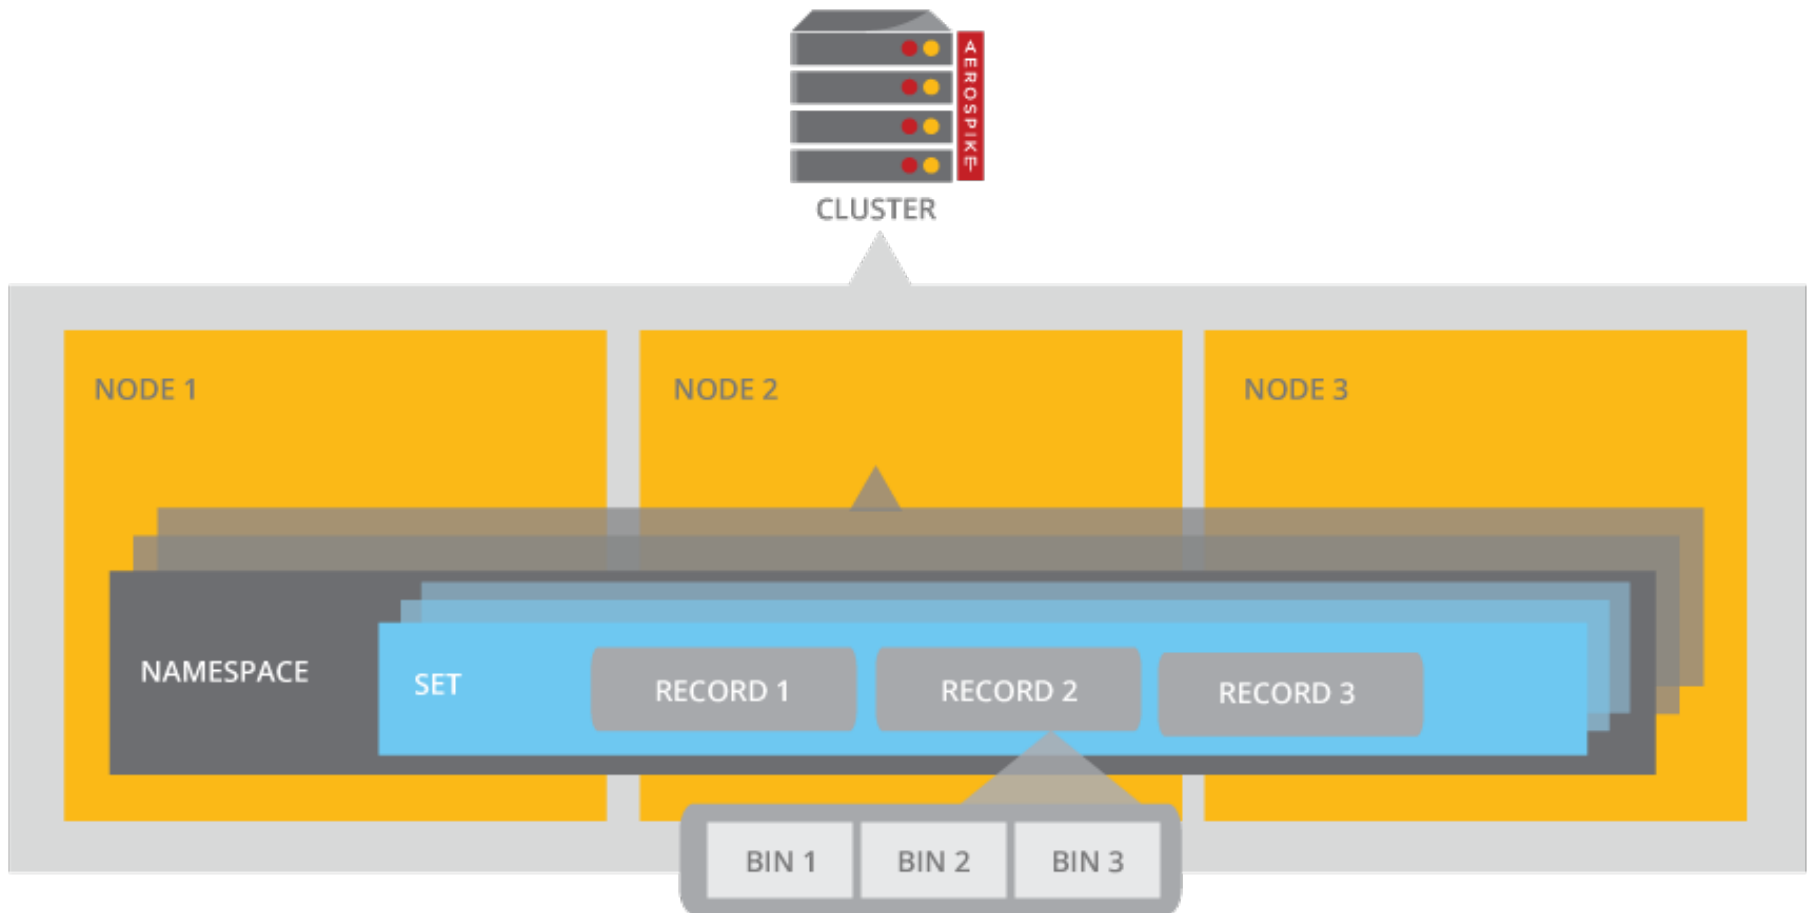 AEROSPIKE
CLUSTER
NODE 1
NODE 2
NODE 3
NAMESPACE
SET
RECORD 1
RECORD 2
RECORD 3
BIN 1
BIN 2
BIN 3